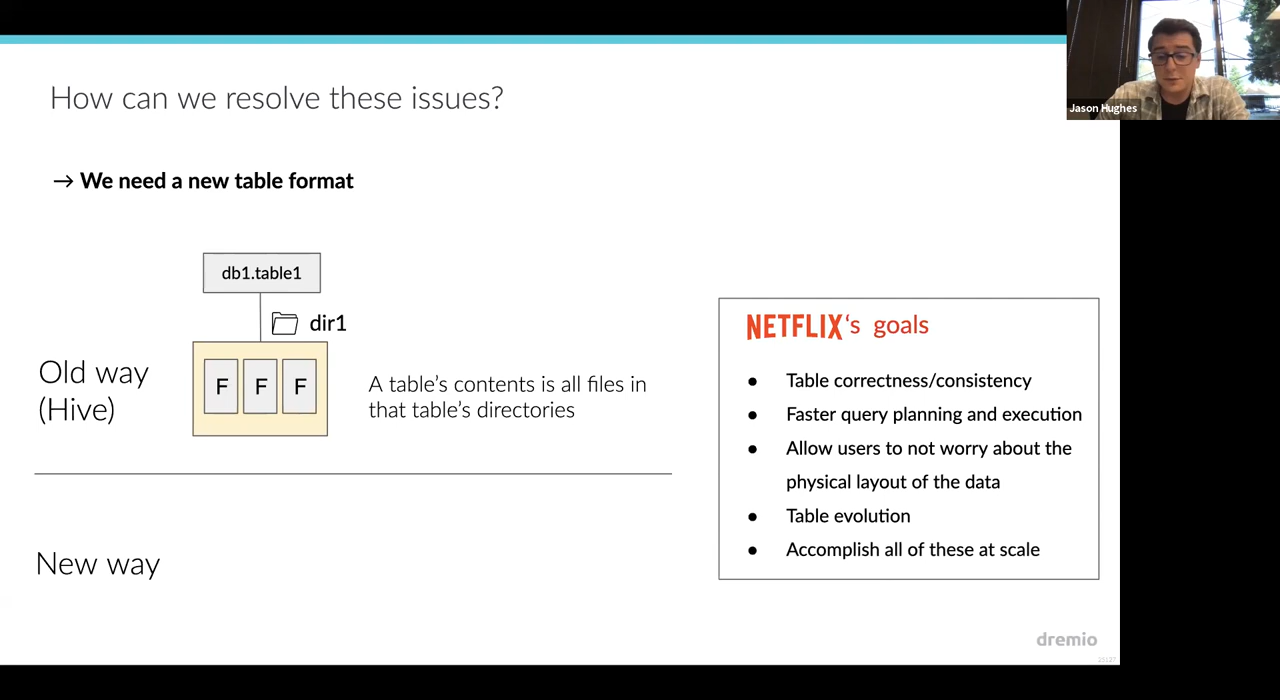 Jason Hughes
How can we resolve these issues?
→ We need a new table format
db1.table1
dir1
F F F
Old way
(Hive)
A table's contents is all files in
that table's directories
New way
NETFLIX‘s goals
● Table correctness/consistency
● Faster query planning and execution
● Allow users to not worry about the
physical layout of the data
● Table evolution
● Accomplish all of these at scale
dremio